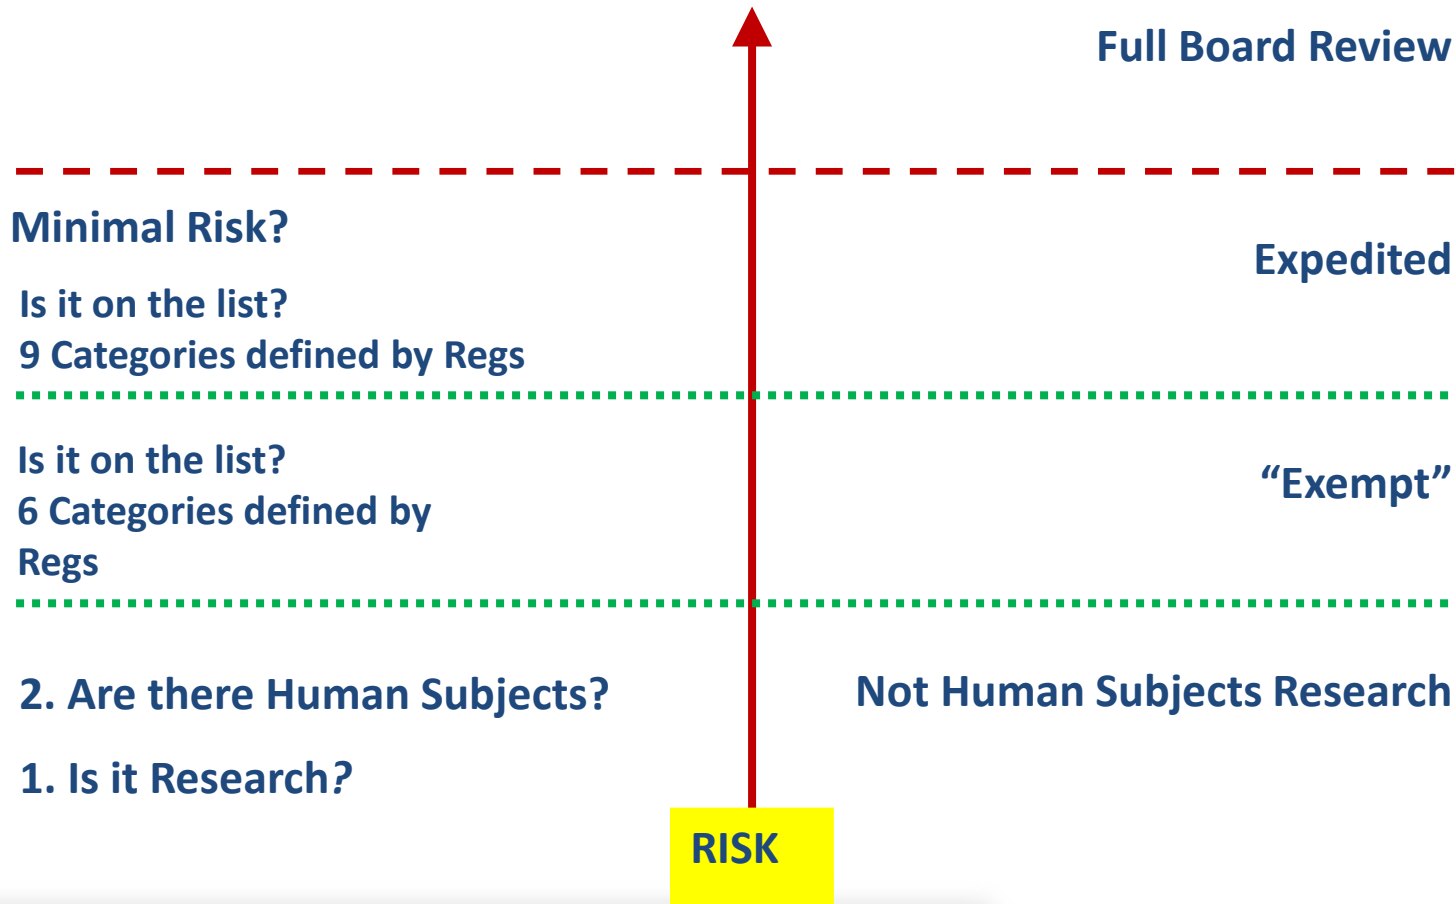 Full Board Review
Minimal Risk?
Expedited
Is it on the list?
9 Categories defined by Regs
Is it on the list?
6 Categories defined by
Regs
“Exempt”
2. Are there Human Subjects?
Not Human Subjects Research
1. Is it Research?
RISK